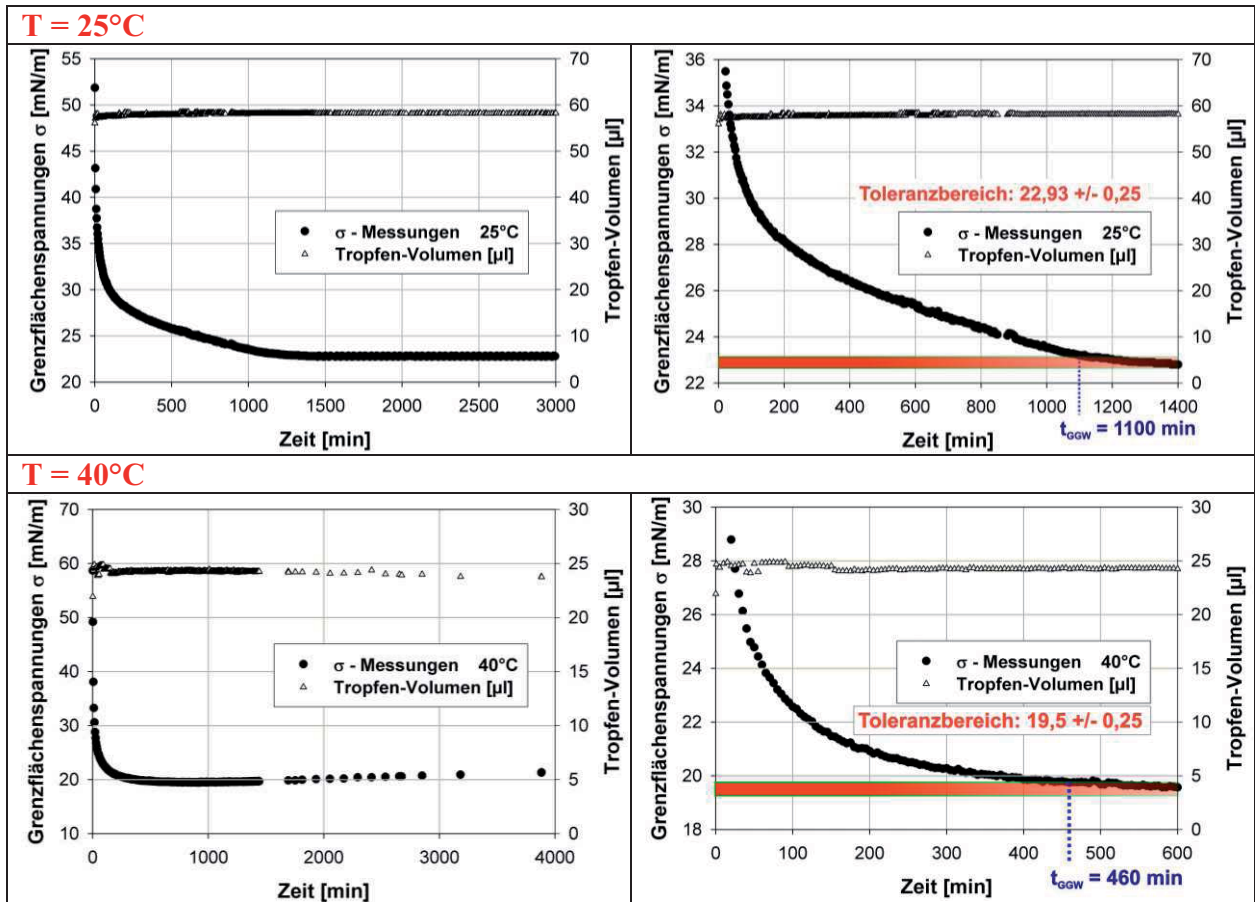 T = 25°C
Grenzflächenspannungen σ [mN/m]
55
50
45
40
35
30
25
20
70
60
50
40
30
20
10
0
Tropfen-Volumen [µl]
● σ - Messungen 25°C
△ Tropfen-Volumen [µl]
0 500 1000 1500 2000 2500 3000
Zeit [min]
Grenzflächenspannungen σ [mN/m]
36
34
32
30
28
26
24
22
70
60
50
40
30
20
10
0
Tropfen-Volumen [µl]
Toleranzbereich: 22,93 +/- 0,25
● σ - Messungen 25°C
△ Tropfen-Volumen [µl]
0 200 400 600 800 1000 1200 1400
Zeit [min]
tGGW = 1100 min
T = 40°C
Grenzflächenspannungen σ [mN/m]
70
60
50
40
30
20
10
30
25
20
15
10
5
0
Tropfen-Volumen [µl]
● σ - Messungen 40°C
△ Tropfen-Volumen [µl]
0 1000 2000 3000 4000
Zeit [min]
Grenzflächenspannungen σ [mN/m]
30
28
26
24
22
20
18
30
25
20
15
10
5
0
Tropfen-Volumen [µl]
● σ - Messungen 40°C
△ Tropfen-Volumen [µl]
Toleranzbereich: 19,5 +/- 0,25
0 100 200 300 400 500 600
Zeit [min]
tGGW = 460 min